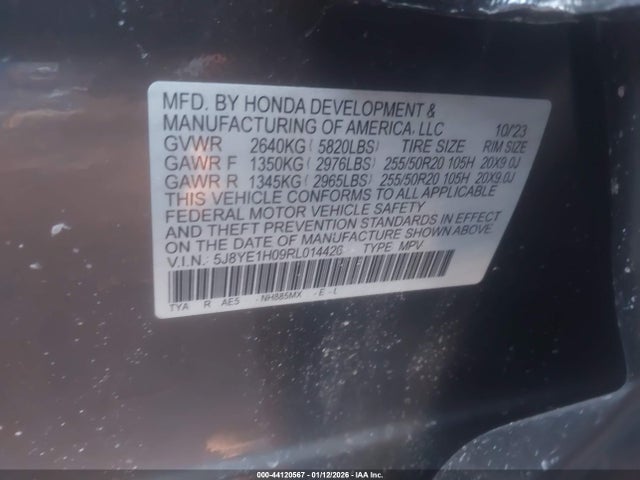 MFD. BY HONDA DEVELOPMENT &
MANUFACTURING OF AMERICA, LLC 10/23
GVWR 2640KG (5820LBS) TIRE SIZE RIM SIZE
GAWR F 1350KG (2976LBS) 255/50R20 105H 20X9.0J
GAWR R 1345KG (2965LBS) 255/50R20 105H 20X9.0J
THIS VEHICLE CONFORMS TO ALL APPLICABLE
FEDERAL MOTOR VEHICLE SAFETY
AND THEFT PREVENTION STANDARDS IN EFFECT
ON THE DATE OF MANUFACTURE SHOWN ABOVE.
V.I.N.: 5J8YE1H09RL014426 TYPE MPV
TYA R AE5 - NH885MX - E - L
000-44120567 - 01/12/2026 - IAA Inc.